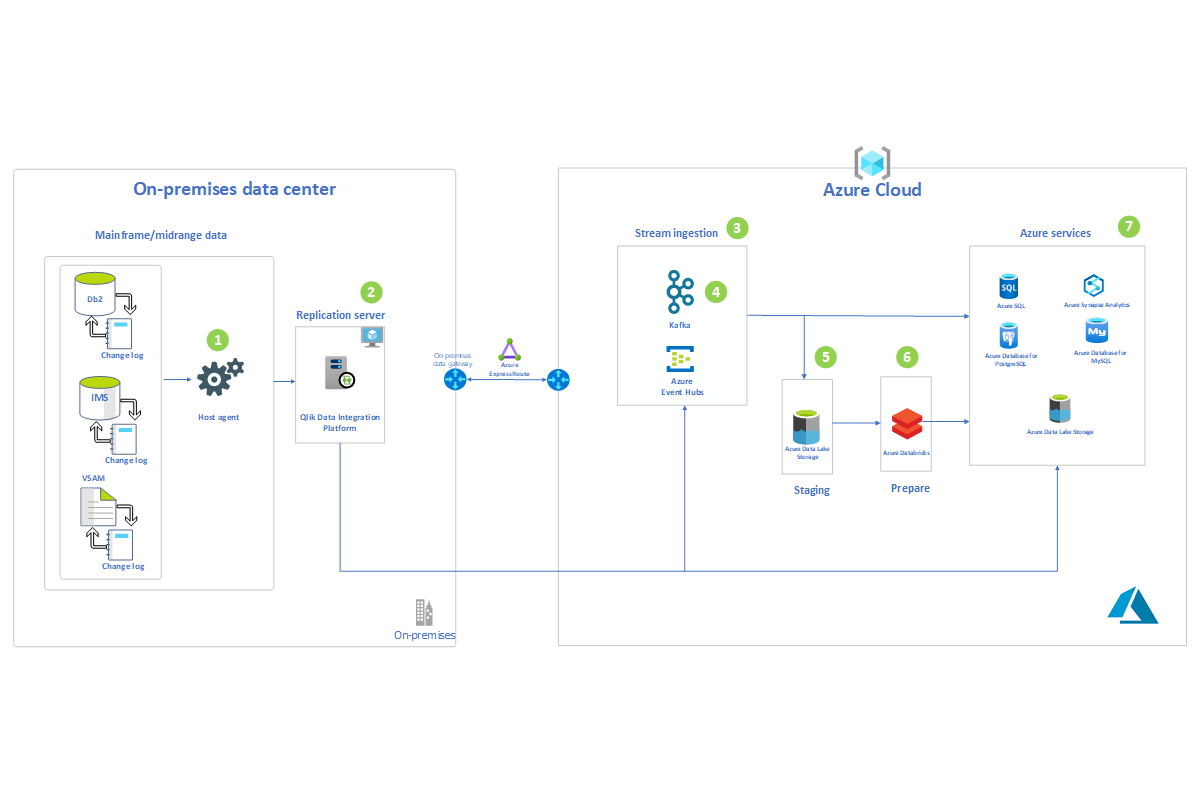 On-premises data center
Mainframe/midrange data
Db2
Change log
IMS
Change log
VSAM
Change log
1
Host agent
2
Replication server
Qlik Data Integration
Platform
On-premises
data gateway
Azure
ExpressRoute
On-premises
Azure Cloud
Stream ingestion
3
Kafka
4
Azure
Event Hubs
5
Azure Data Lake
Storage
Staging
6
Azure Databricks
Prepare
Azure services
7
SQL
Azure SQL
Azure Synapse Analytics
Azure Database for
PostgreSQL
My
Azure Database for
MySQL
Azure Data Lake Storage